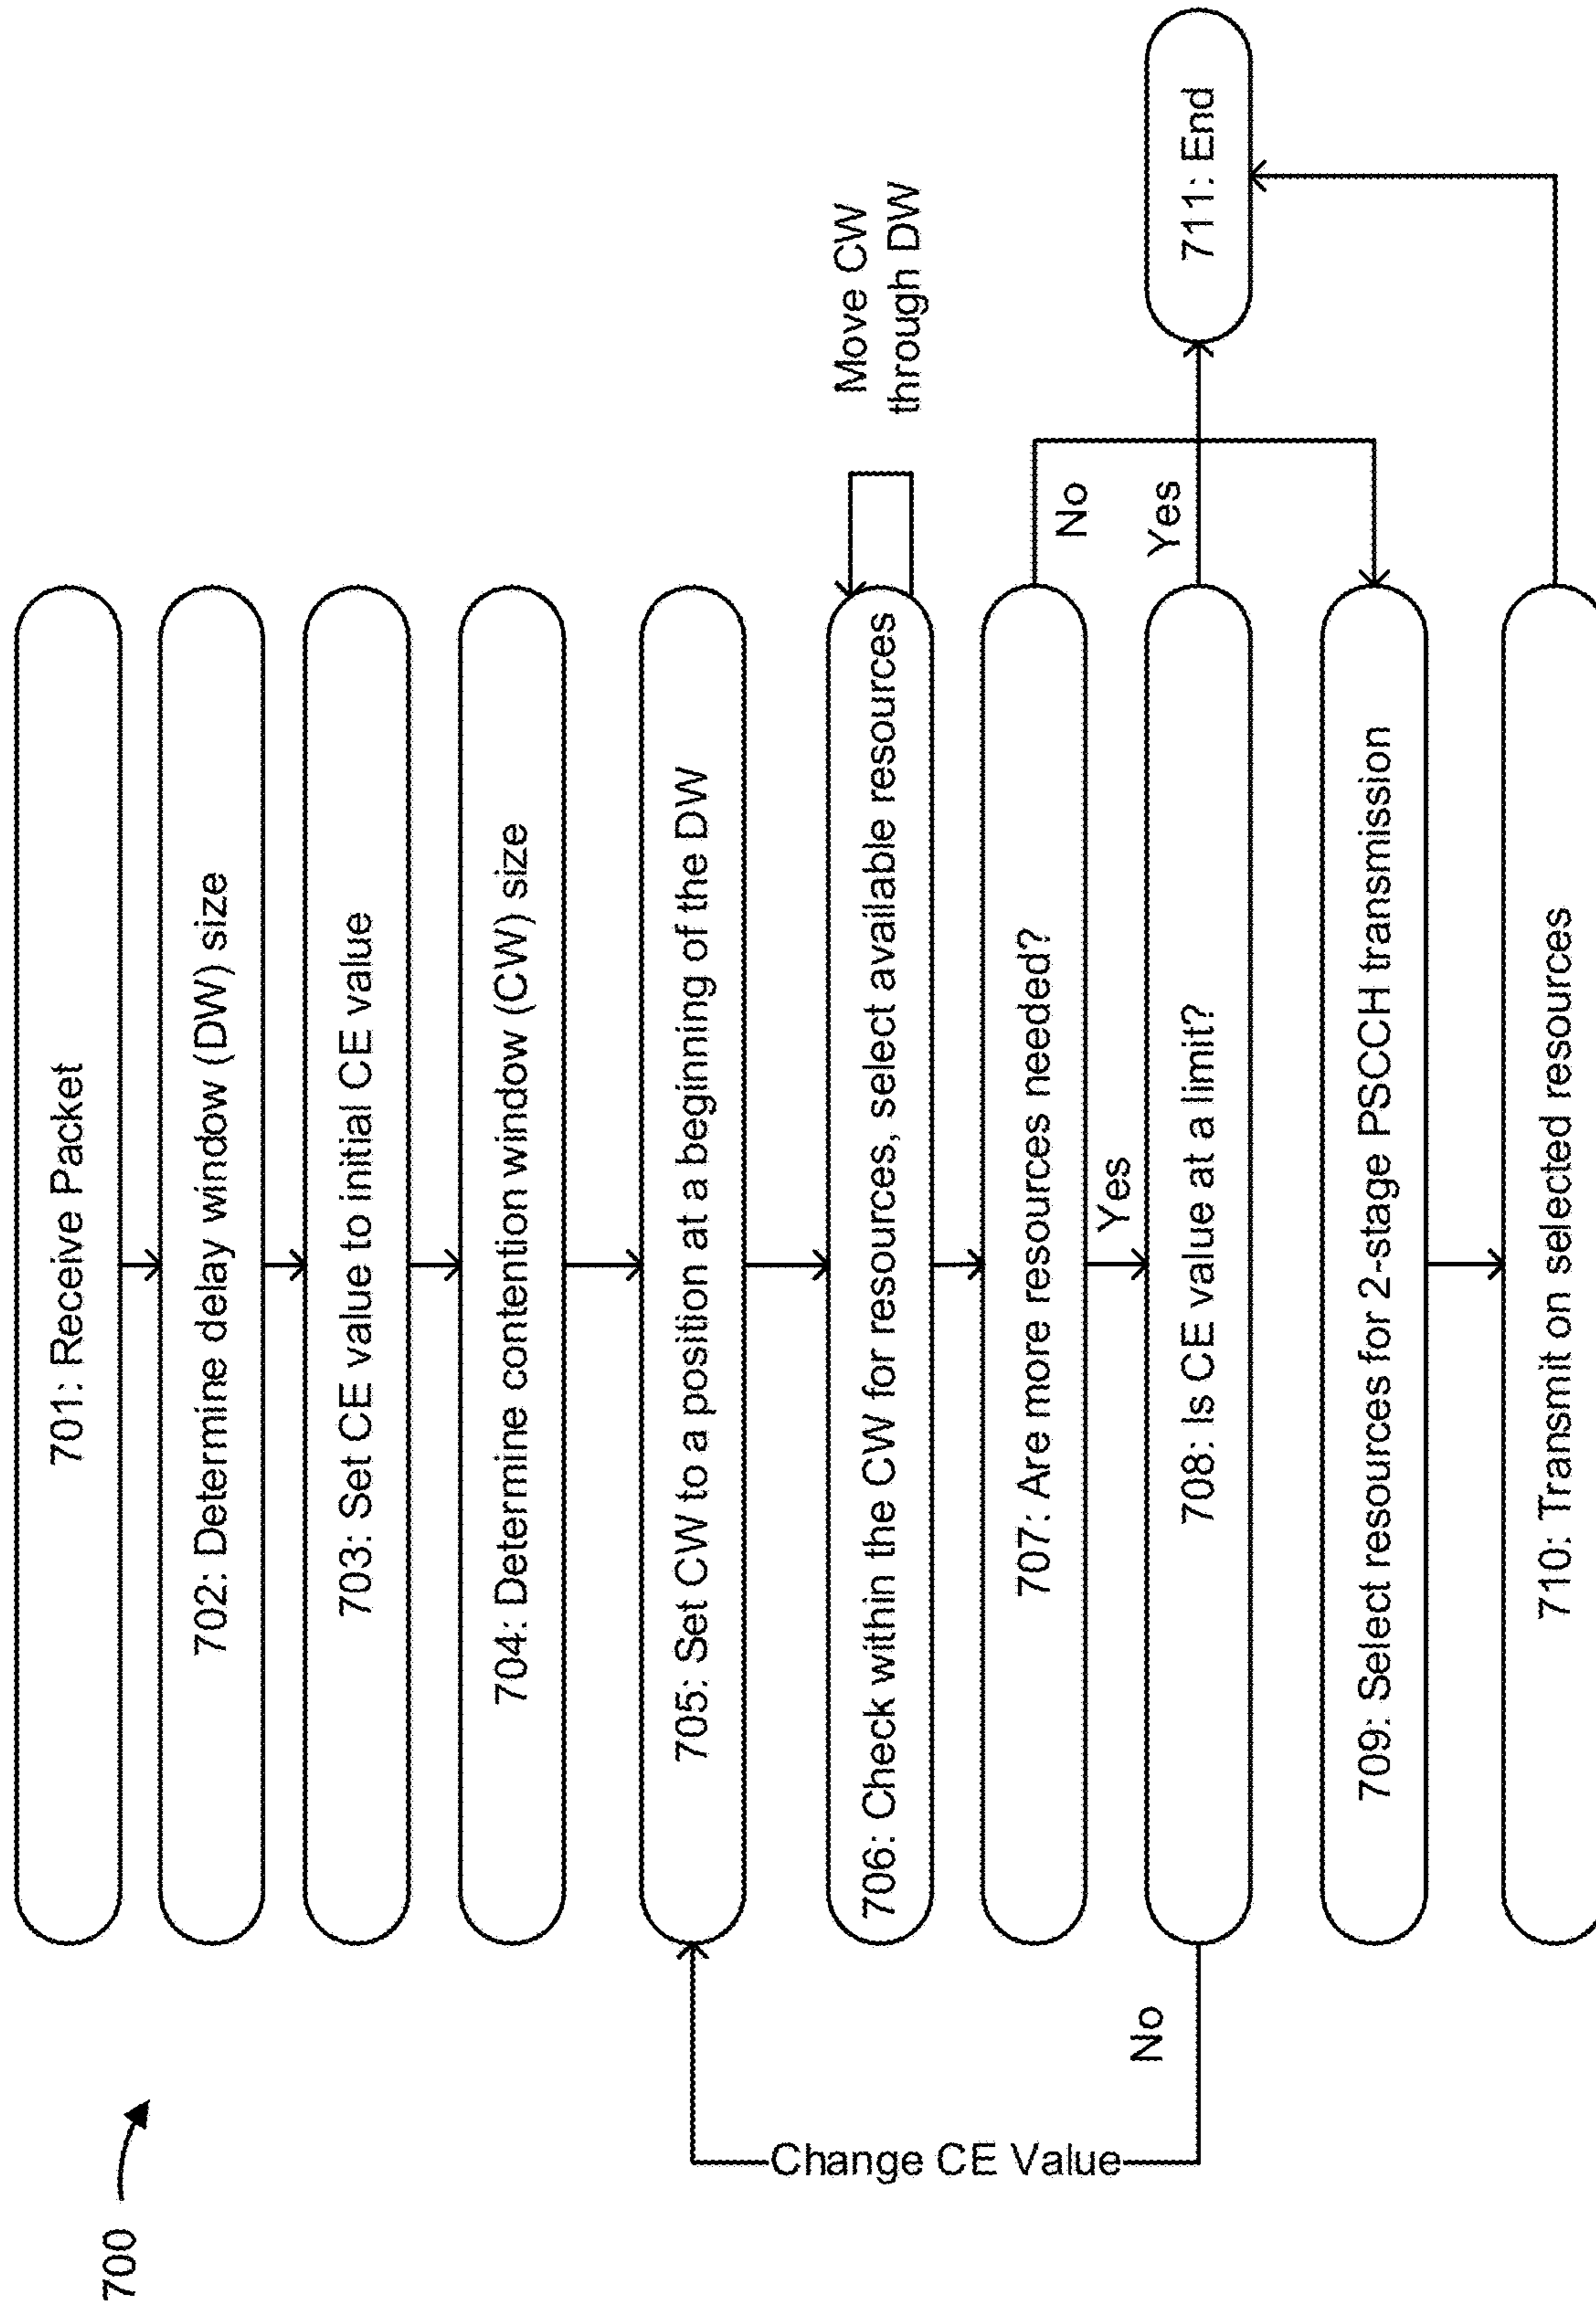 700
701: Receive Packet
702: Determine delay window (DW) size
703: Set CE value to initial CE value
704: Determine contention window (CW) size
705: Set CW to a position at a beginning of the DW
706: Check within the CW for resources, select available resources
Move CW
through DW
707: Are more resources needed?
No
Yes
708: Is CE value at a limit?
Yes
No
Change CE Value
711: End
709: Select resources for 2-stage PSCCH transmission
710: Transmit on selected resources